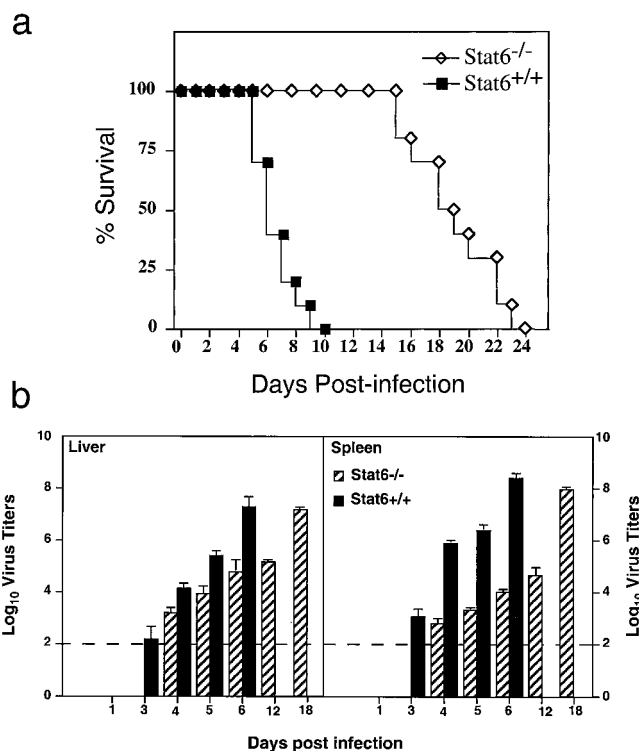 a
Stat6-/-
Stat6+/+
100
75
50
25
0
% Survival
0 2 4 6 8 10 12 14 16 18 20 22 24
Days Post-infection
b
Liver
Spleen
Stat6-/-
Stat6+/+
10
8
6
4
2
0
Log10 Virus Titers
10
8
6
4
2
0
Log10 Virus Titers
1 3 4 5 6 12 18
1 3 4 5 6 12 18
Days post infection